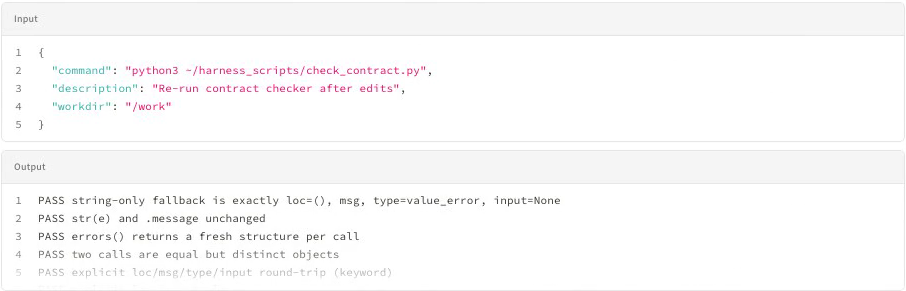 Input
1 {
2 "command": "python3 ~/harness_scripts/check_contract.py",
3 "description": "Re-run contract checker after edits",
4 "workdir": "/work"
5 }
Output
1 PASS string-only fallback is exactly loc=(), msg, type=value_error, input=None
2 PASS str(e) and .message unchanged
3 PASS errors() returns a fresh structure per call
4 PASS two calls are equal but distinct objects
5 PASS explicit loc/msg/type/input round-trip (keyword)